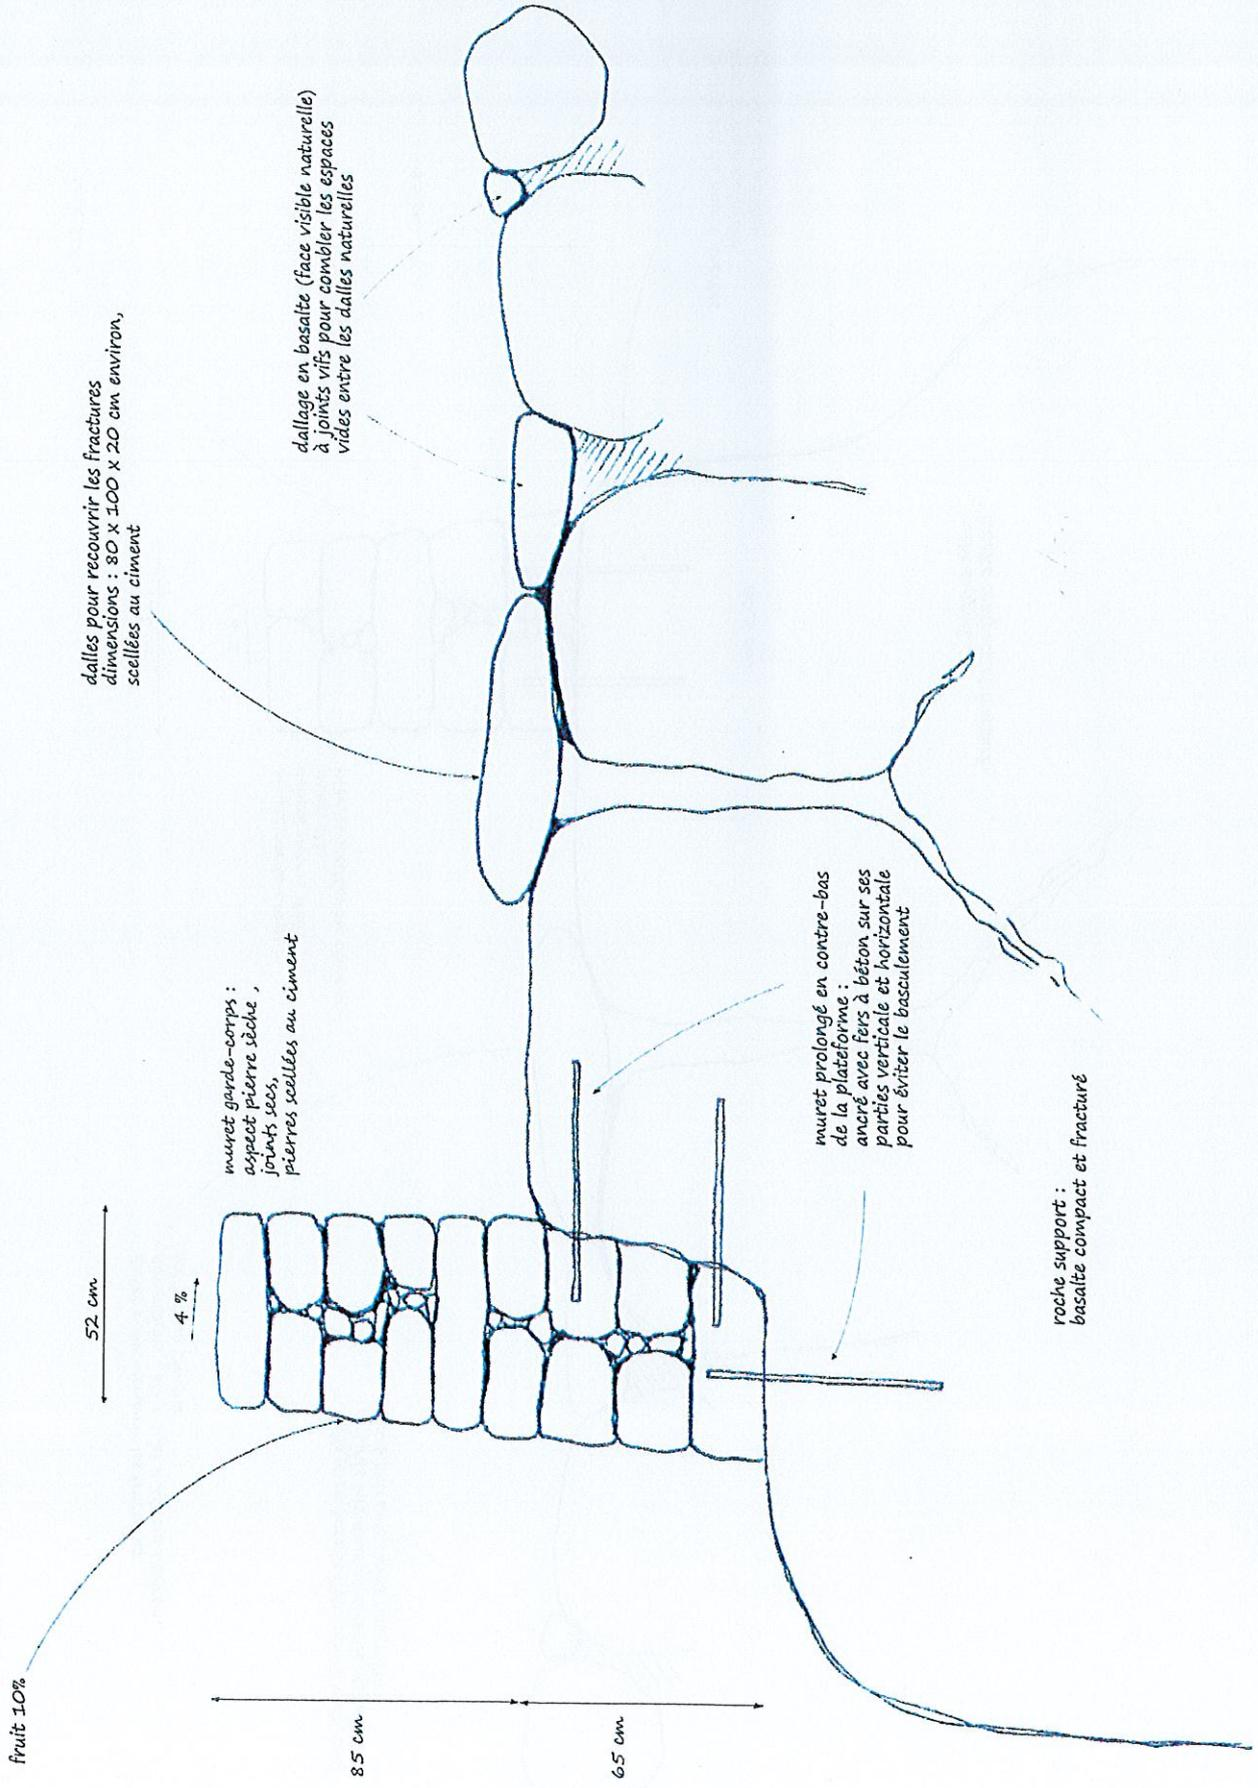 fruit 10%
52 cm
4 %
85 cm
65 cm
muret garde-corps :
aspect pierre sèche ,
joints secs,
pierres scellées au ciment
dalles pour recouvrir les fractures
dimensions : 80 x 100 x 20 cm environ,
scellées au ciment
dallage en basalte (face visible naturelle)
à joints vifs pour combler les espaces
vides entre les dalles naturelles
muret prolongé en contre-bas
de la plateforme :
ancré avec fers à béton sur ses
parties verticale et horizontale
pour éviter le basculement
roche support :
basalte compact et fracturé